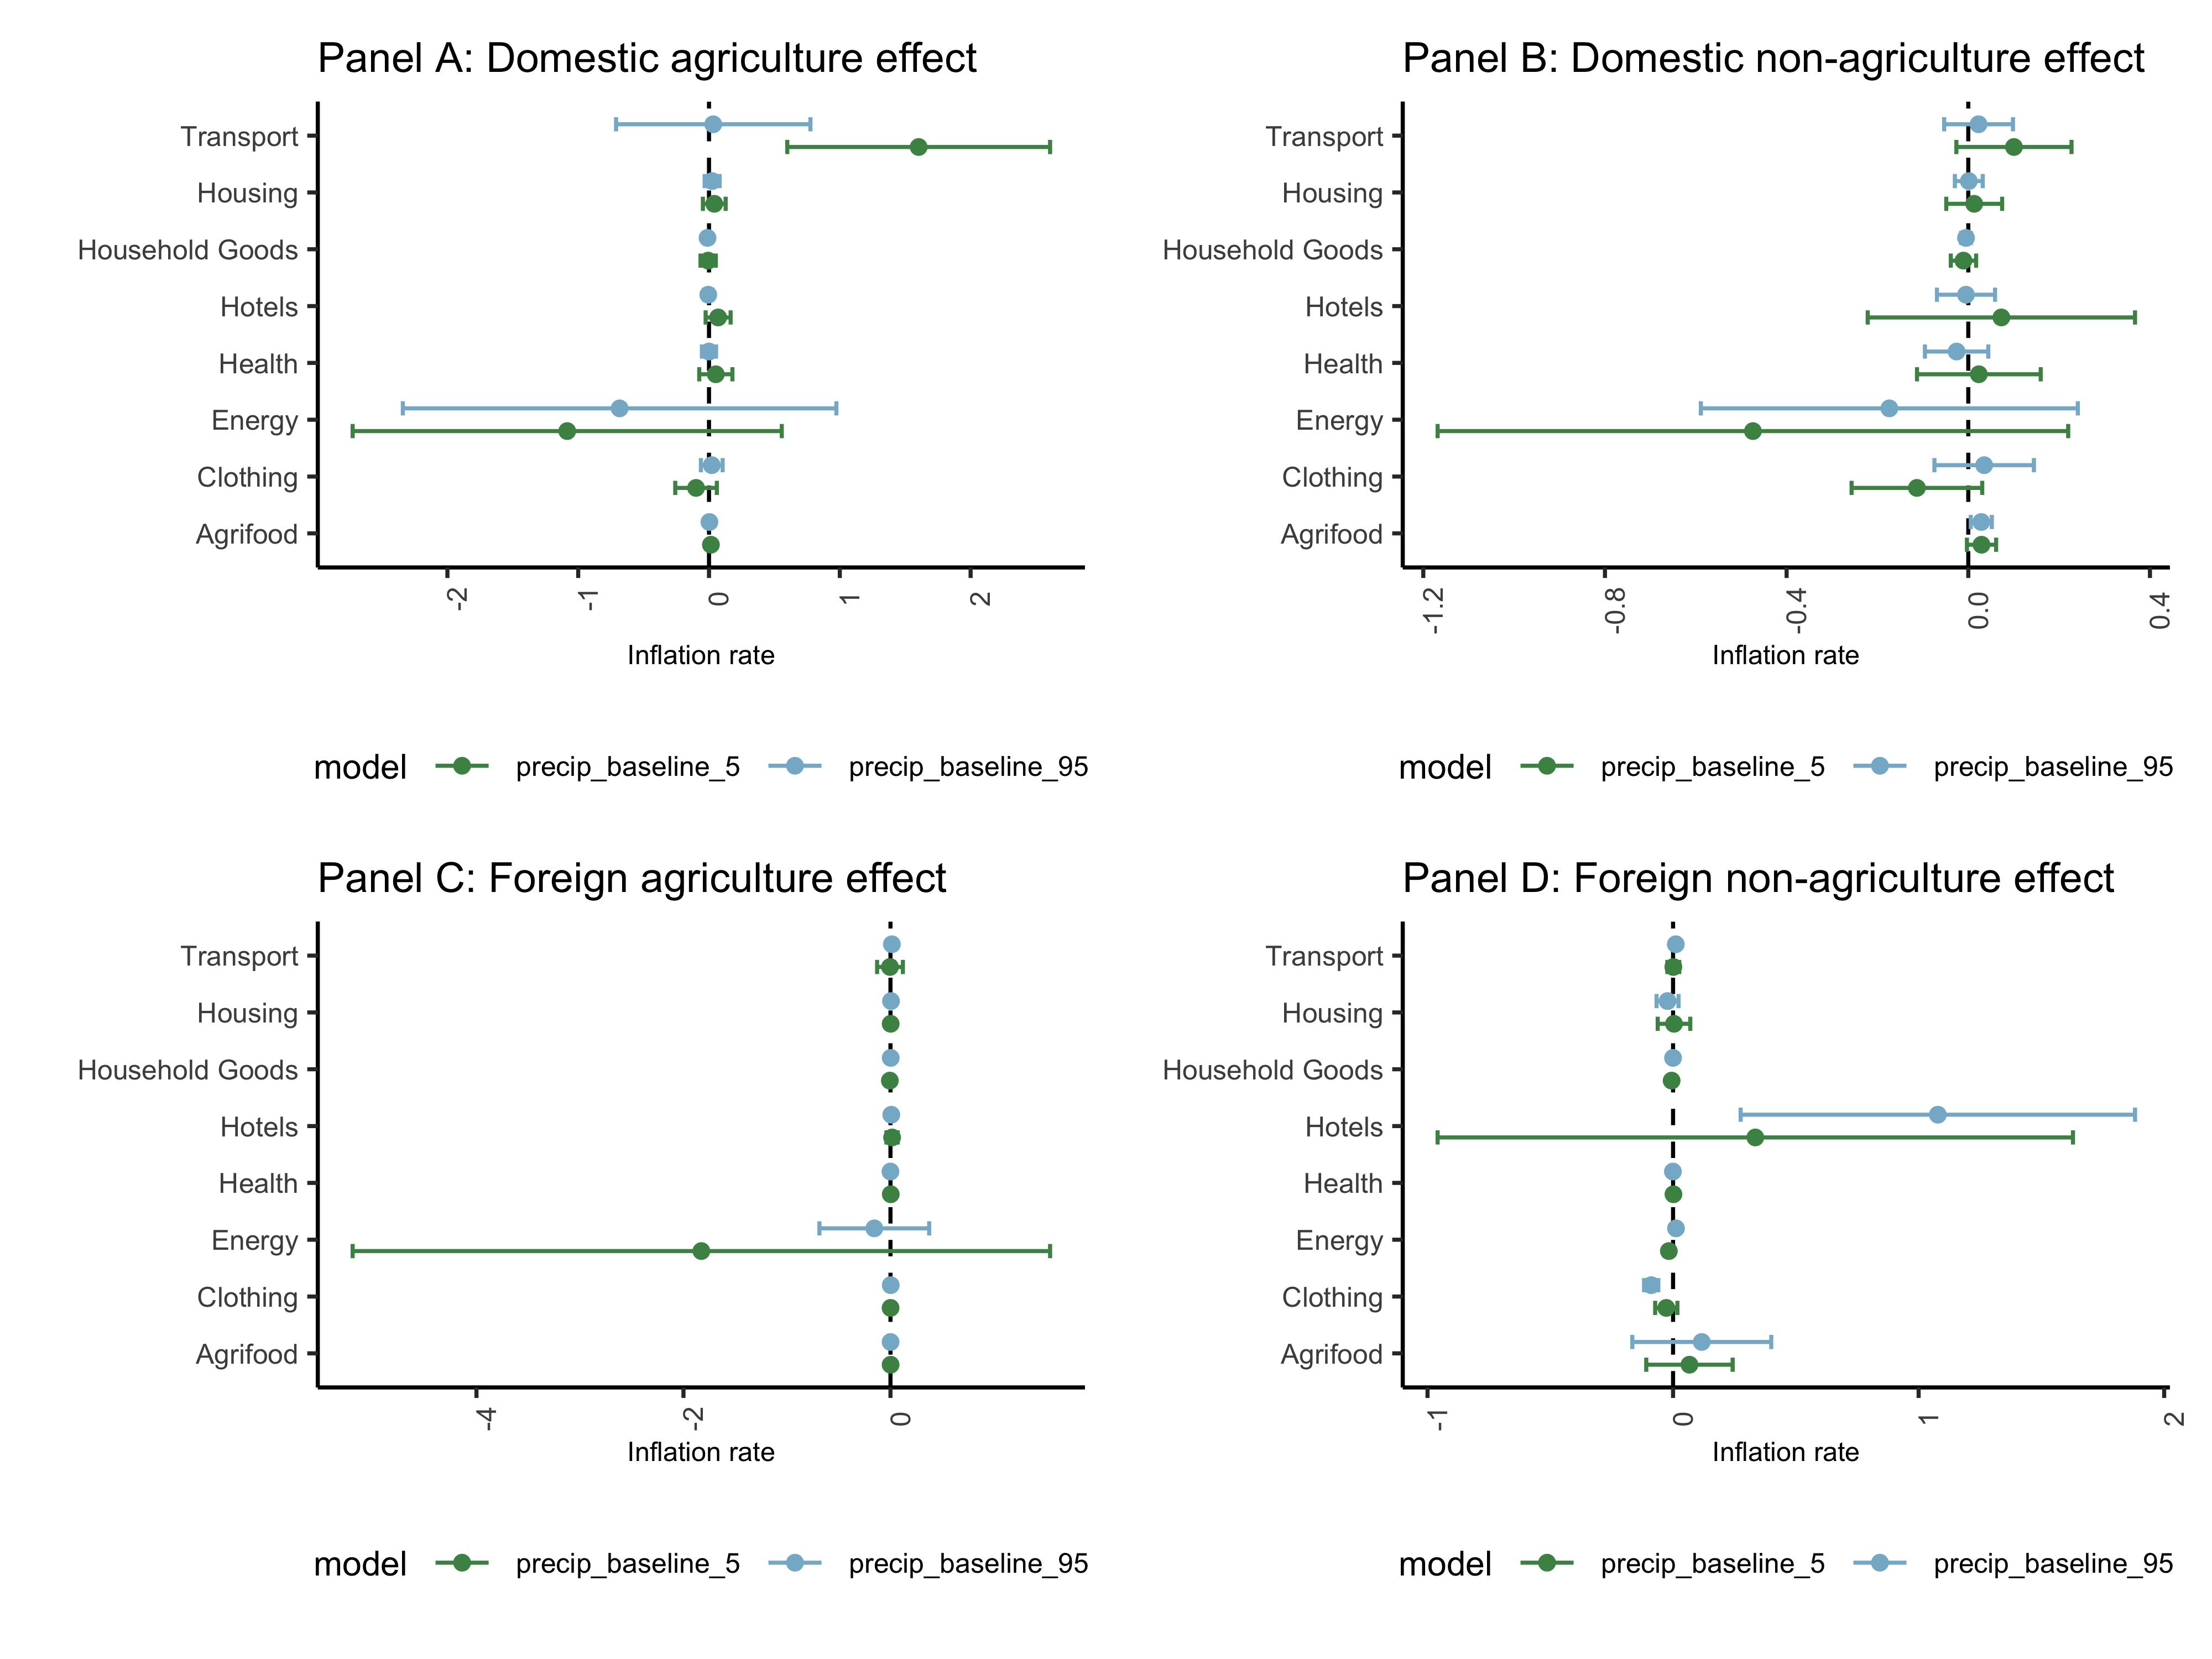 Panel A: Domestic agriculture effect
Transport
Housing
Household Goods
Hotels
Health
Energy
Clothing
Agrifood
-2
-1
0
1
2
Inflation rate
model precip_baseline_5 precip_baseline_95
Panel B: Domestic non-agriculture effect
Transport
Housing
Household Goods
Hotels
Health
Energy
Clothing
Agrifood
-1.2
-0.8
-0.4
0.0
0.4
Inflation rate
model precip_baseline_5 precip_baseline_95
Panel C: Foreign agriculture effect
Transport
Housing
Household Goods
Hotels
Health
Energy
Clothing
Agrifood
-4
-2
0
Inflation rate
model precip_baseline_5 precip_baseline_95
Panel D: Foreign non-agriculture effect
Transport
Housing
Household Goods
Hotels
Health
Energy
Clothing
Agrifood
-1
0
1
2
Inflation rate
model precip_baseline_5 precip_baseline_95